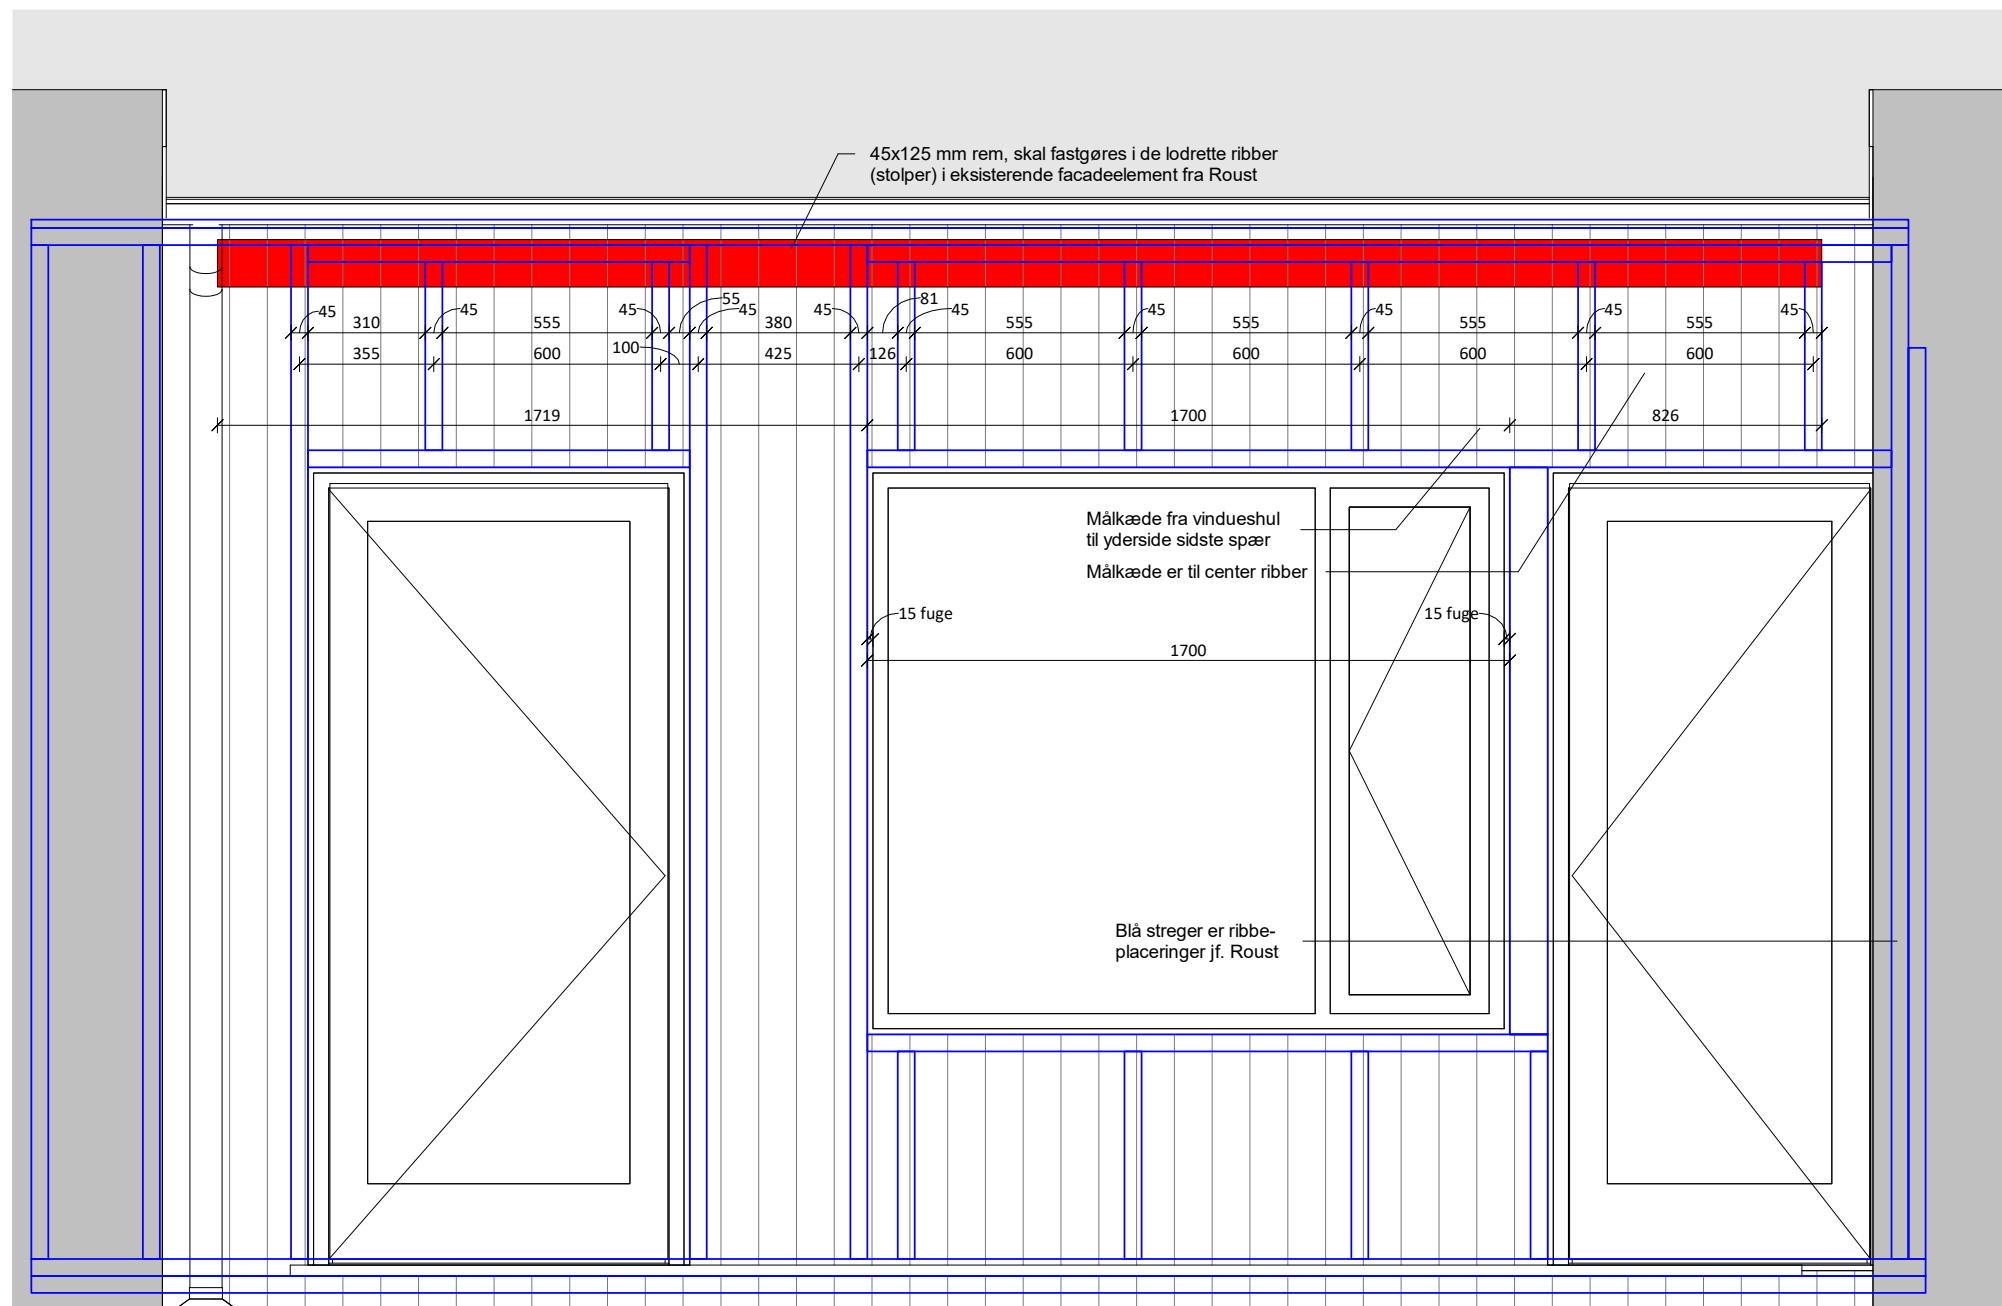 45x125 mm rem, skal fastgøres i de lodrette ribber
(stolper) i eksisterende facadeelement fra Roust
45 310 45 555 45 55 45 380 45 81 45 555 45 555 45 555 45 555 45
355 600 100 425 126 600 600 600 600
1719 1700 826
Målkæde fra vindueshul
til yderside sidste spær
Målkæde er til center ribber
15 fuge 15 fuge
1700
Blå streger er ribbe-
placeringer jf. Roust